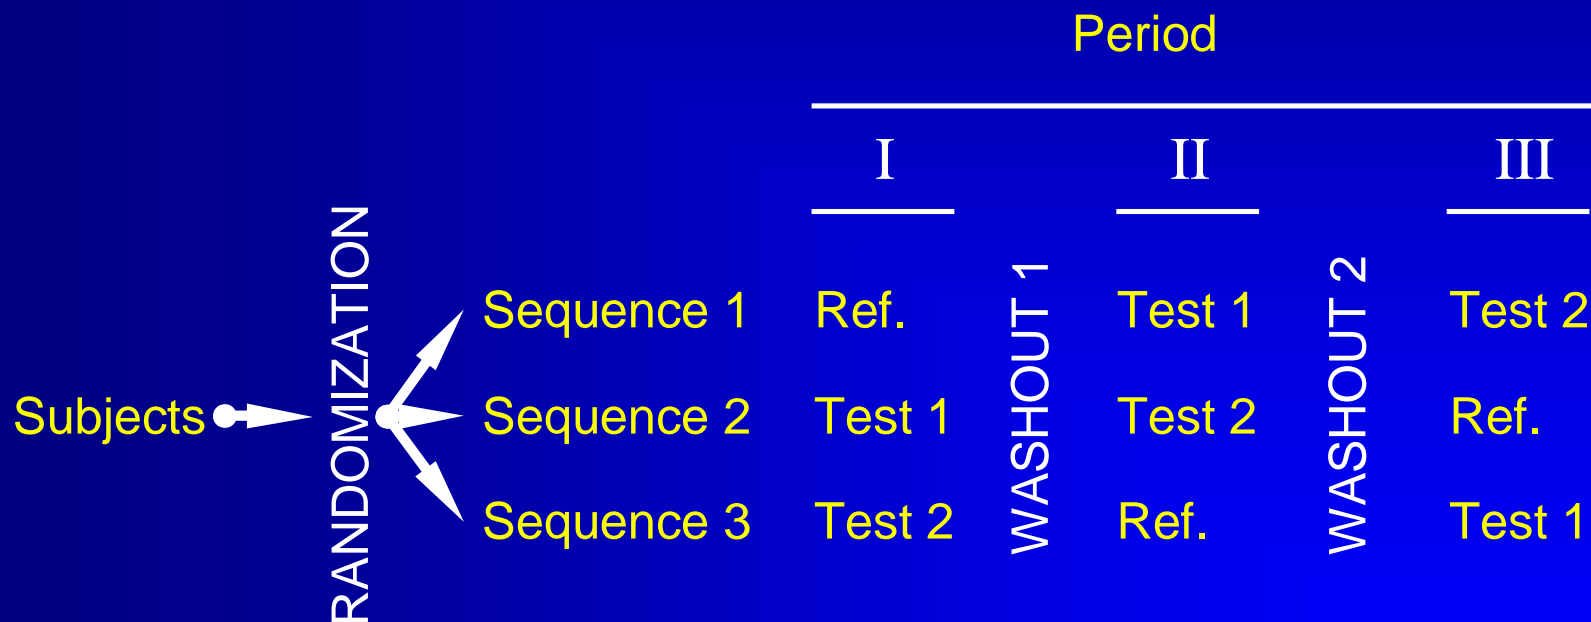 Period
I II III
RANDOMIZATION
WASHOUT 1
WASHOUT 2
Sequence 1 Ref. Test 1 Test 2
Subjects Sequence 2 Test 1 Test 2 Ref.
Sequence 3 Test 2 Ref. Test 1